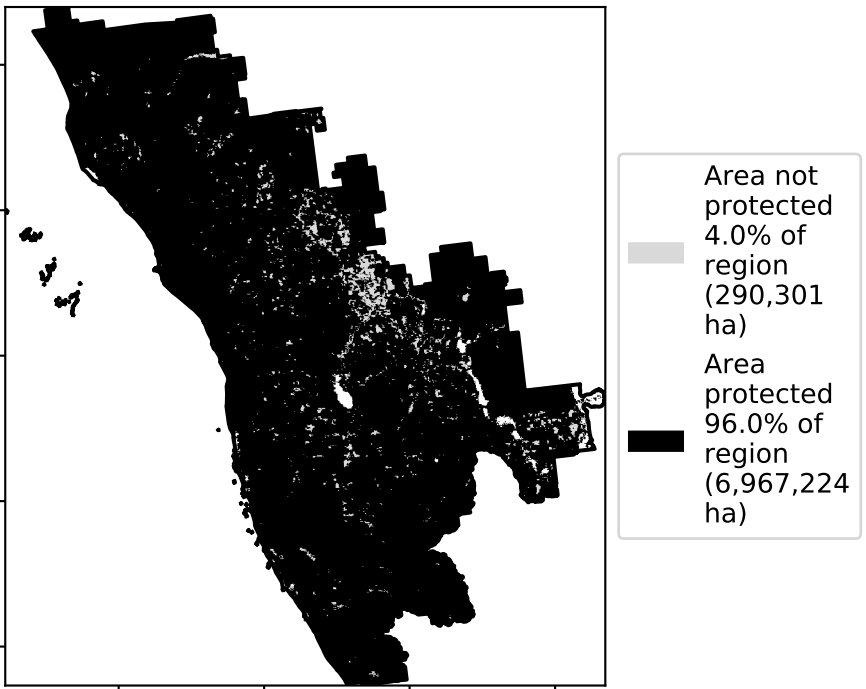 Area not
protected
4.0% of
region
(290,301
ha)
Area
protected
96.0% of
region
(6,967,224
ha)